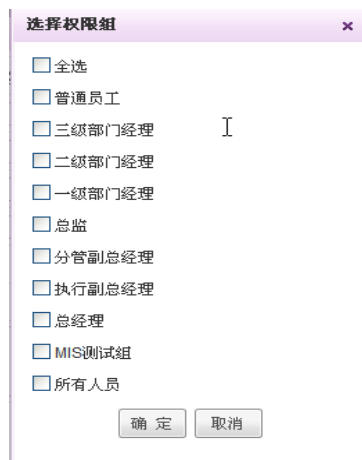 选择权限组
全选
普通员工
三级部门经理
二级部门经理
一级部门经理
总监
分管副总经理
执行副总经理
总经理
MIS测试组
所有人员
确 定 取消